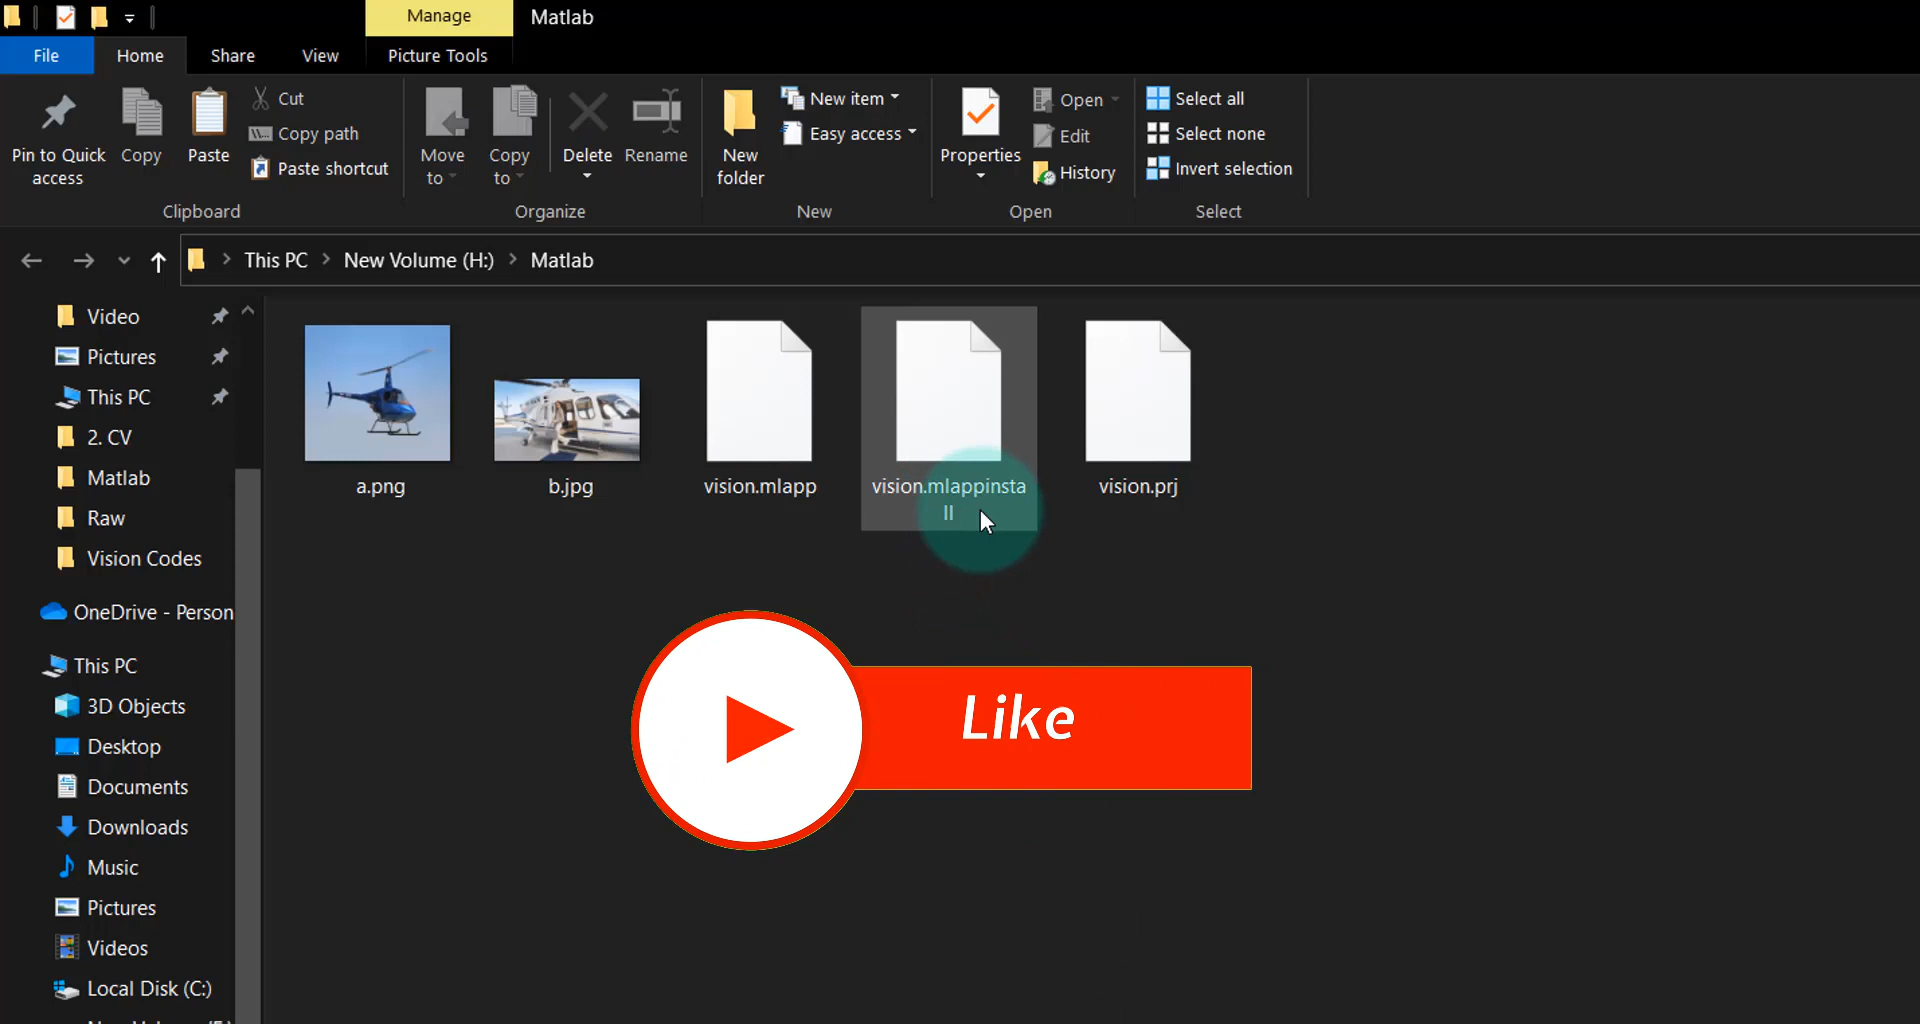 Manage
Matlab
File
Home
Share
View
Picture Tools
Pin to Quick
access
Copy
Paste
Cut
Copy path
Paste shortcut
Clipboard
Move
to
Copy
to
Delete
Rename
Organize
New
folder
New item
Easy access
New
Properties
Open
Edit
History
Open
Select all
Select none
Invert selection
Select
This PC
New Volume (H:)
Matlab
Video
Pictures
This PC
2. CV
Matlab
Raw
Vision Codes
OneDrive - Person
This PC
3D Objects
Desktop
Documents
Downloads
Music
Pictures
Videos
Local Disk (C:)
a.png
b.jpg
vision.mlapp
vision.mlappinsta
ll
vision.prj
Like